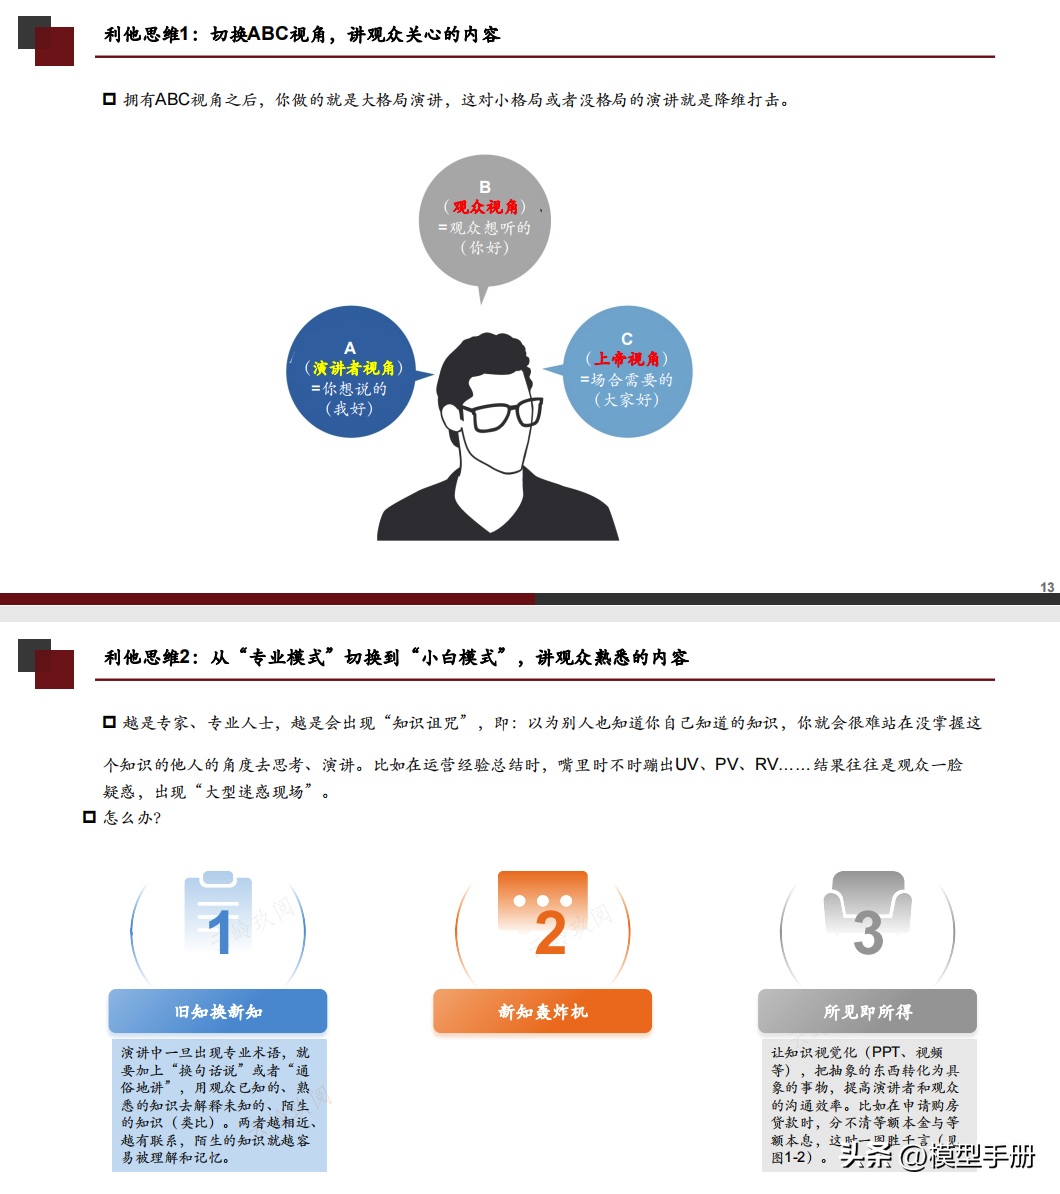 利他思维1：切换ABC视角，讲观众关心的内容
拥有ABC视角之后，你做的就是大格局演讲，这对小格局或者没格局的演讲就是降维打击。
B
（观众视角）
=观众想听的
（你好）
A
（演讲者视角）
=你想说的
（我好）
C
（上帝视角）
=场合需要的
（大家好）
13
利他思维2：从“专业模式”切换到“小白模式”，讲观众熟悉的内容
越是专家、专业人士，越是会出现“知识诅咒”，即：以为别人也知道你自己知道的知识，你就会很难站在没掌握这
个知识的他人的角度去思考、演讲。比如在运营经验总结时，嘴里时不时蹦出UV、PV、RV……结果往往是观众一脸
疑惑，出现“大型迷惑现场”。
怎么办？
1
旧知换新知
演讲中一旦出现专业术语，就
要加上“换句话说”或者“通
俗地讲”，用观众已知的、熟
悉的知识去解释未知的、陌生
的知识（类比）。两者越相近、
越有联系，陌生的知识就越容
易被理解和记忆。
2
新知轰炸机
3
所见即所得
让知识视觉化（PPT、视频
等），把抽象的东西转化为具
象的事物，提高演讲者和观众
的沟通效率。比如在申请购房
贷款时，分不清等额本金与等
额本息，这时一图胜千言（见
图1-2）。
头条 @模型手册